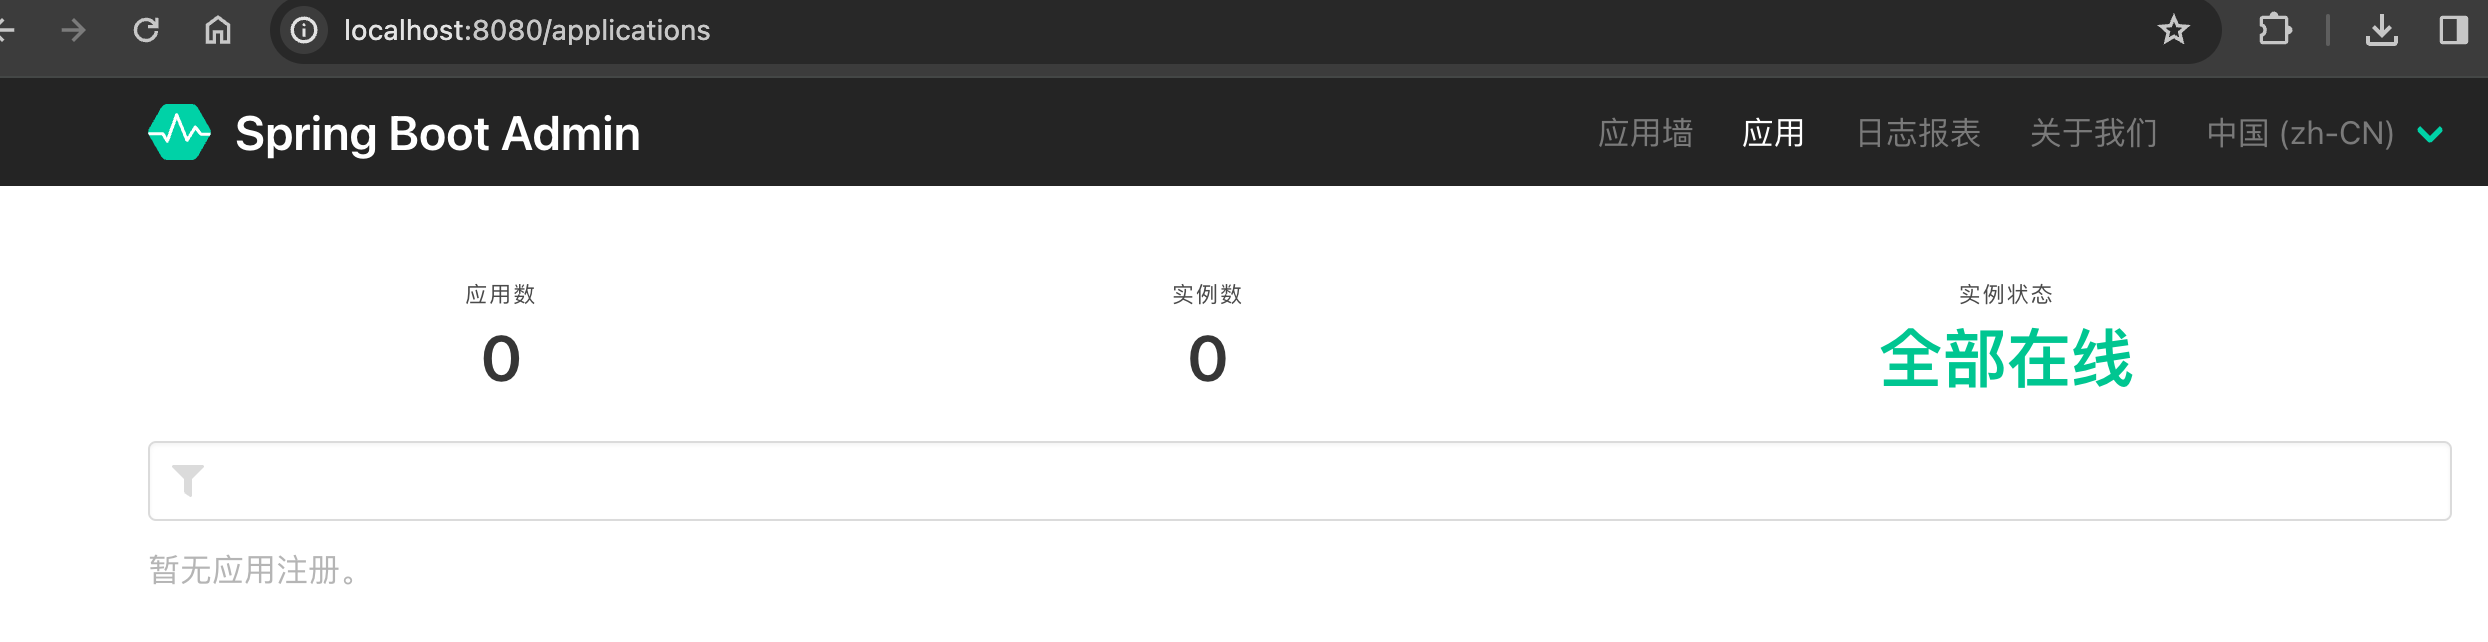 localhost:8080/applications
Spring Boot Admin 应用墙 应用 日志报表 关于我们 中国 (zh-CN)
应用数 实例数 实例状态
0 0 全部在线
暂无应用注册。